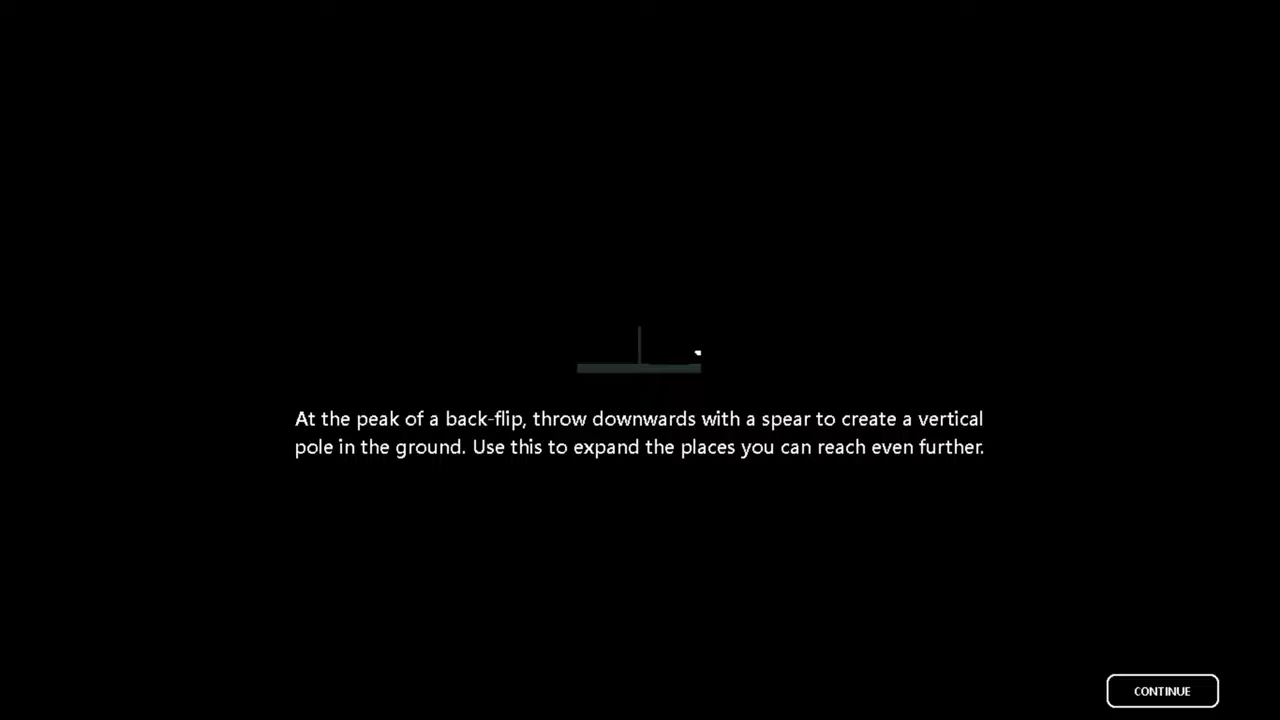 At the peak of a back-flip, throw downwards with a spear to create a vertical
pole in the ground. Use this to expand the places you can reach even further.
CONTINUE